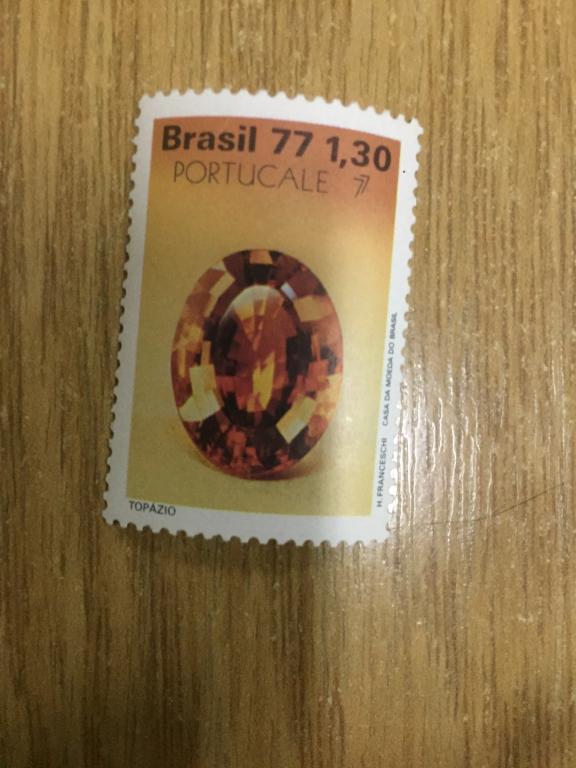 Brasil 77 1,30
PORTUCALE 77
TOPÁZIO
H. FRANCESCHI CASA DA MOEDA DO BRASIL